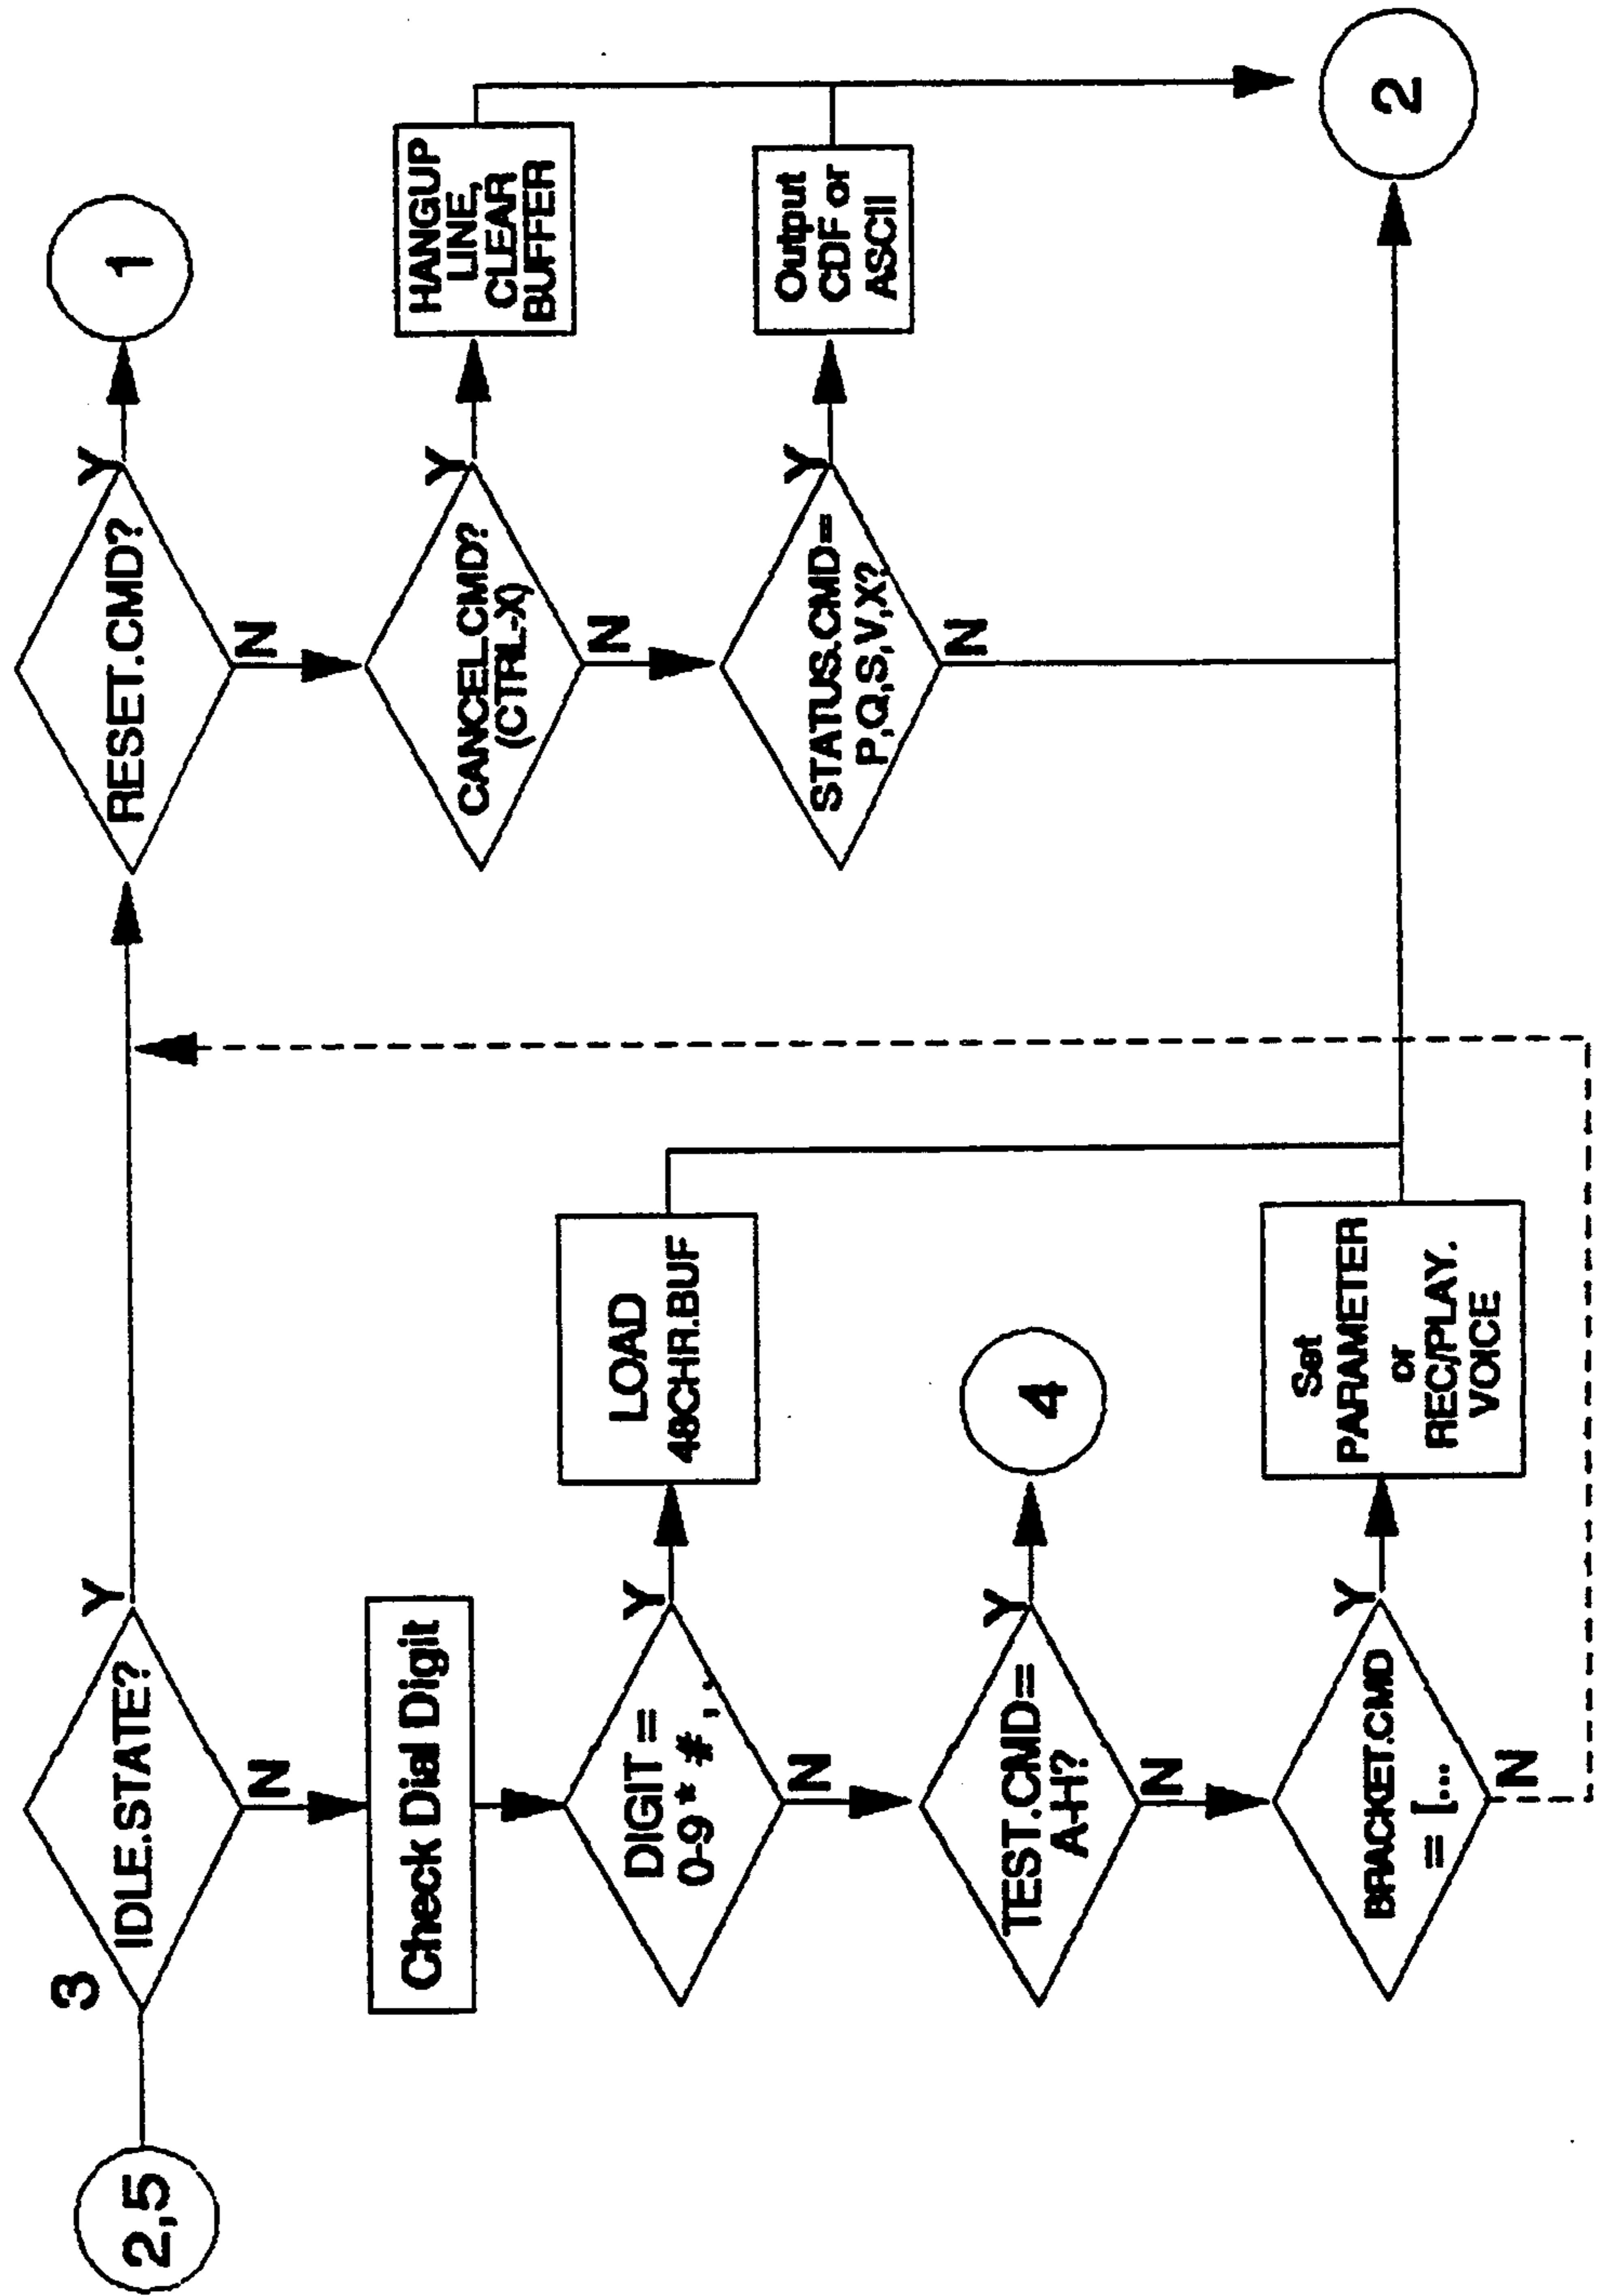 2,5
3
IDLE.STATE?
Y
N
Check Dial Digit
DIGIT =
0-9 * # , ,
Y
N
LOAD
48CHR.BUF
TEST.CMD=
A-H?
Y
N
4
BRACKET.CMD
= [...
Y
N
Set
PARAMETER
or
REC/PLAY.
VOICE
RESET.CMD?
Y
N
1
CANCEL.CMD?
(CTRL-X)
Y
N
HANGUP
LINE,
CLEAR
BUFFER
STATUS.CMD=
P,Q,S,V,X?
Y
N
Output
CDF or
ASCII
2